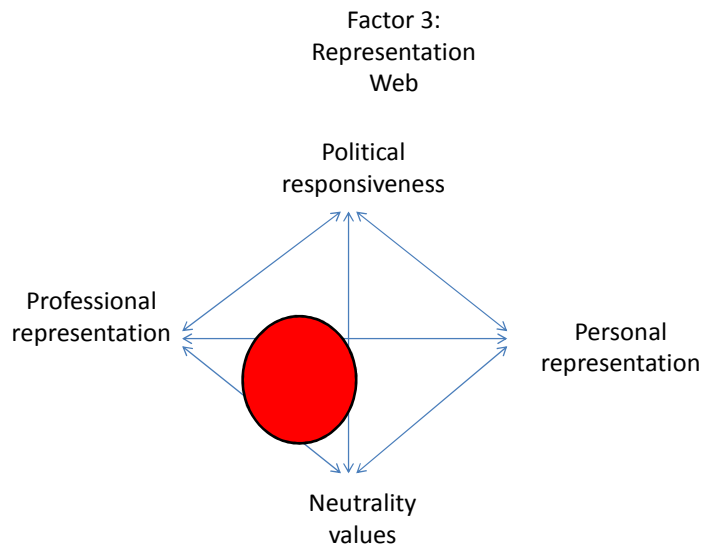 Factor 3:
Representation
Web
Political
responsiveness
Professional
representation
Personal
representation
Neutrality
values